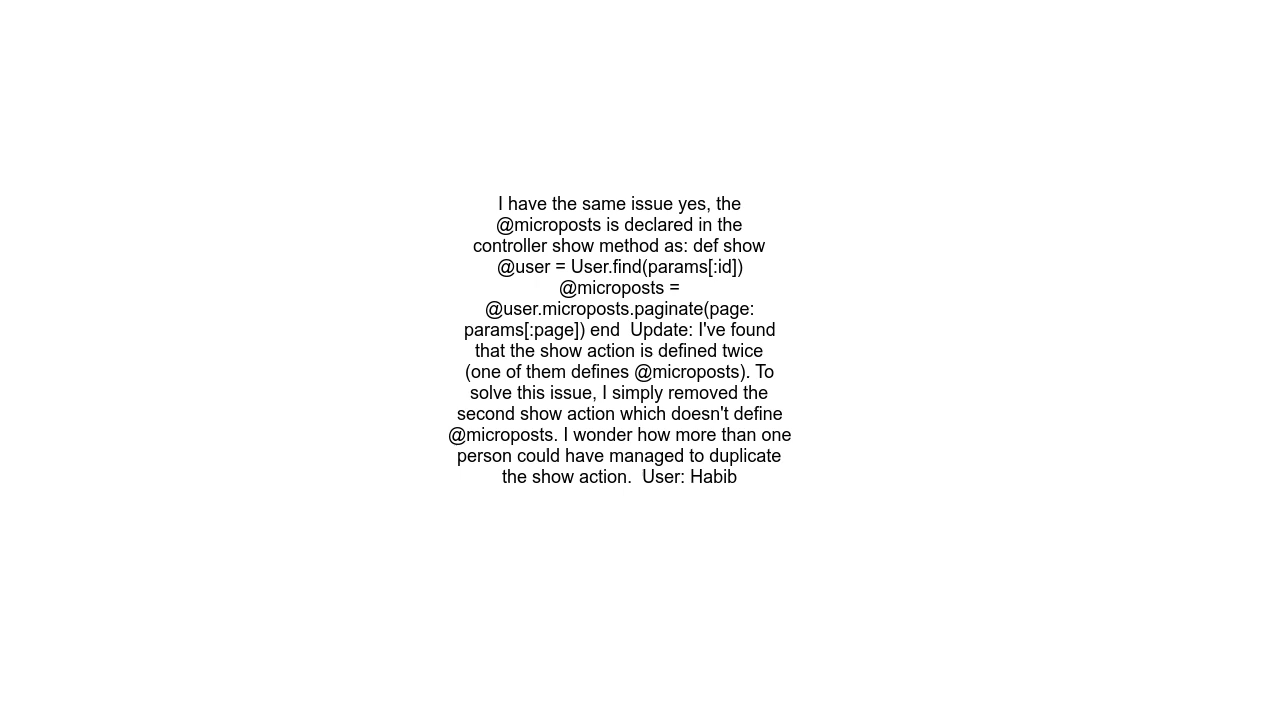 I have the same issue yes, the
@microposts is declared in the
controller show method as: def show
@user = User.find(params[:id])
@microposts =
@user.microposts.paginate(page:
params[:page]) end  Update: I've found
that the show action is defined twice
(one of them defines @microposts). To
solve this issue, I simply removed the
second show action which doesn't define
@microposts. I wonder how more than one
person could have managed to duplicate
the show action.  User: Habib